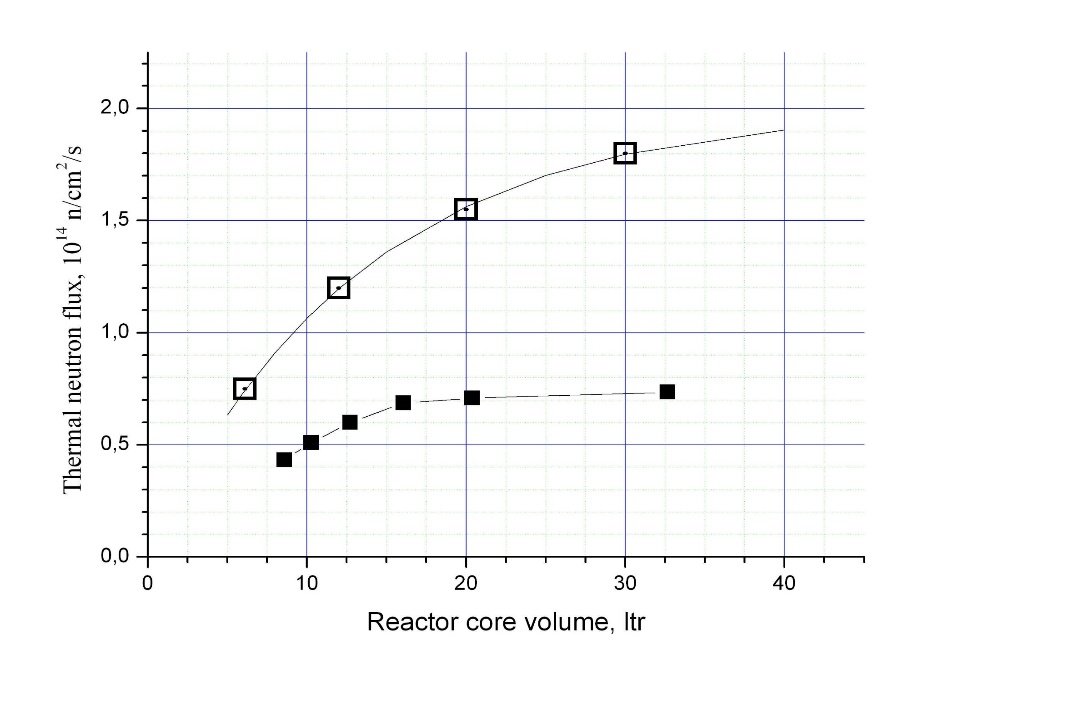 2,0
1,5
1,0
0,5
0,0
0 10 20 30 40
Reactor core volume, ltr
Thermal neutron flux, 10¹⁴ n/cm²/s